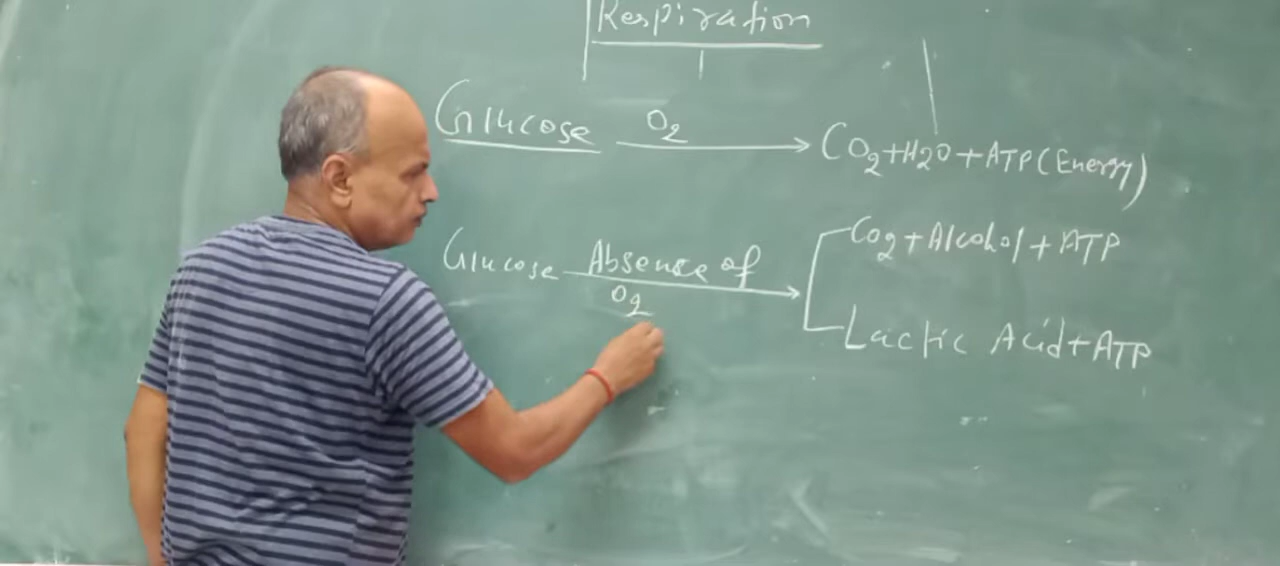 Respiration
Glucose O2 CO2+H2O+ATP(Energy)
Glucose Absence of O2
Co2+Alcohol+ATP
Lactic Acid+ATP